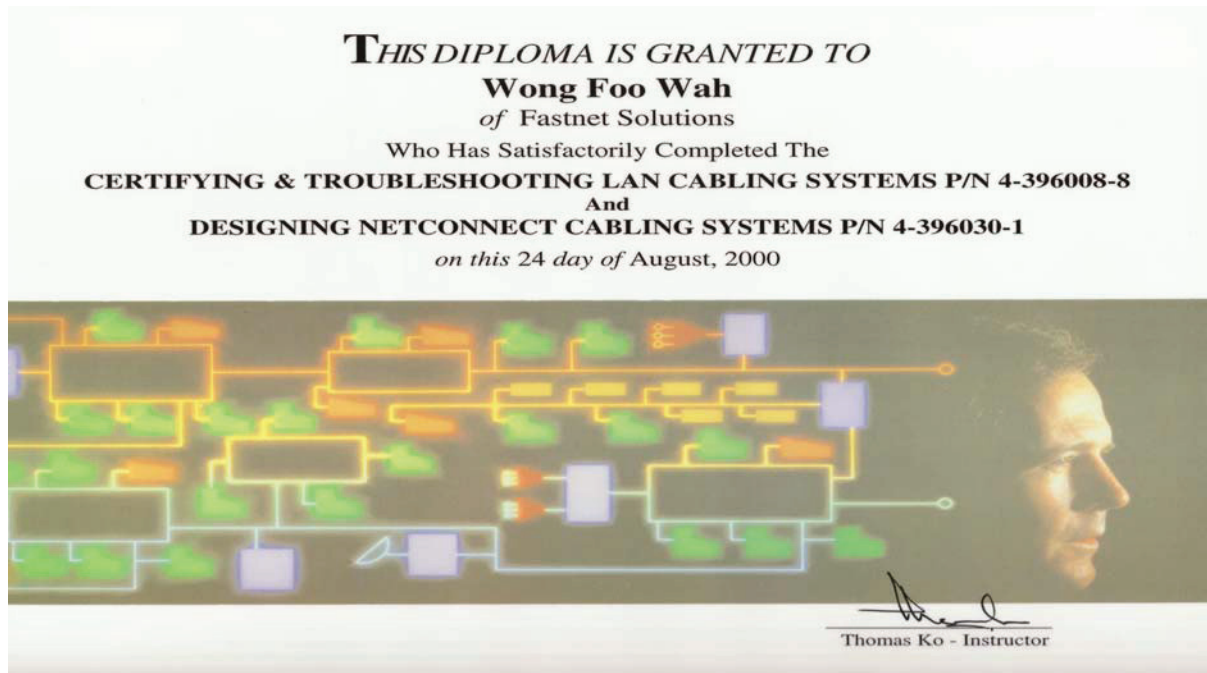 THIS DIPLOMA IS GRANTED TO
Wong Foo Wah
of Fastnet Solutions
Who Has Satisfactorily Completed The
CERTIFYING & TROUBLESHOOTING LAN CABLING SYSTEMS P/N 4-396008-8
And
DESIGNING NETCONNECT CABLING SYSTEMS P/N 4-396030-1
on this 24 day of August, 2000
Thomas Ko - Instructor